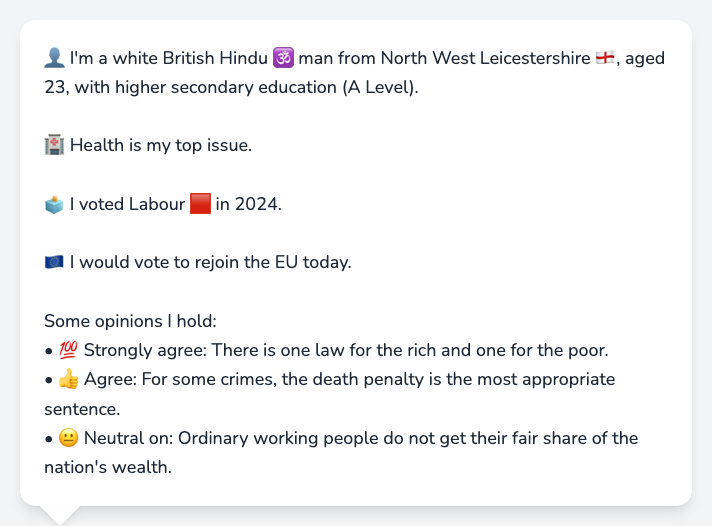 👤 I'm a white British Hindu 🕉️ man from North West Leicestershire 🏴󠁧󠁢󠁥󠁮󠁧󠁿, aged
23, with higher secondary education (A Level).
🏥 Health is my top issue.
🗳️ I voted Labour 🟥 in 2024.
🇪🇺 I would vote to rejoin the EU today.
Some opinions I hold:
• 💯 Strongly agree: There is one law for the rich and one for the poor.
• 👍 Agree: For some crimes, the death penalty is the most appropriate
sentence.
• 😐 Neutral on: Ordinary working people do not get their fair share of the
nation's wealth.